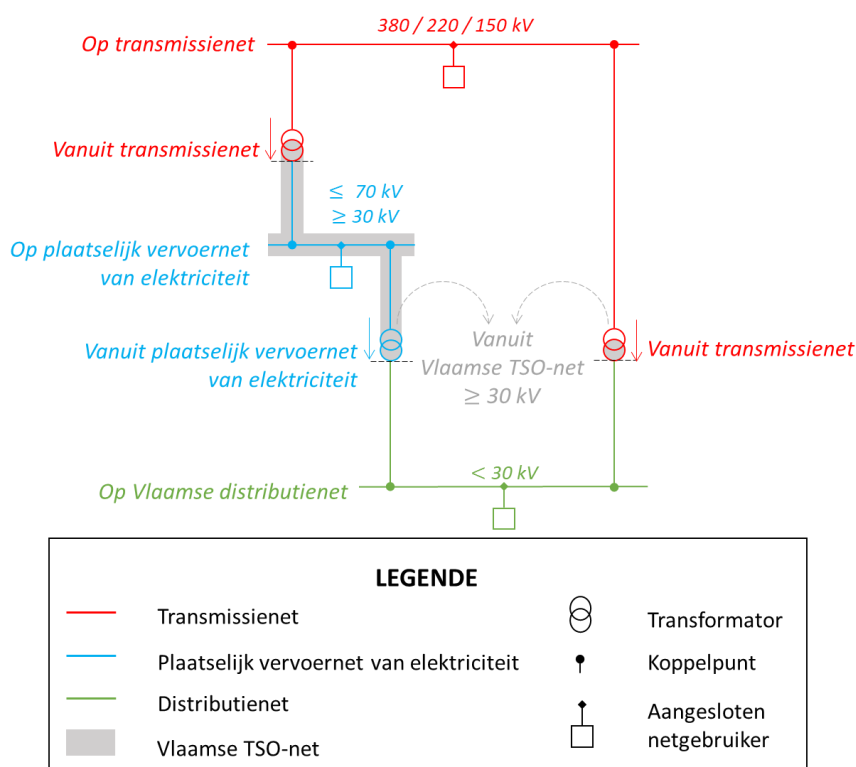 380 / 220 / 150 kV
Op transmissienet
Vanuit transmissienet
≤ 70 kV
≥ 30 kV
Op plaatselijk vervoernet
van elektriciteit
Vanuit plaatselijk vervoernet
van elektriciteit
Vanuit
Vlaamse TSO-net
≥ 30 kV
Vanuit transmissienet
< 30 kV
Op Vlaamse distributienet
LEGENDE
Transmissienet
Plaatselijk vervoernet van elektriciteit
Distributienet
Vlaamse TSO-net
Transformator
Koppelpunt
Aangesloten
netgebruiker